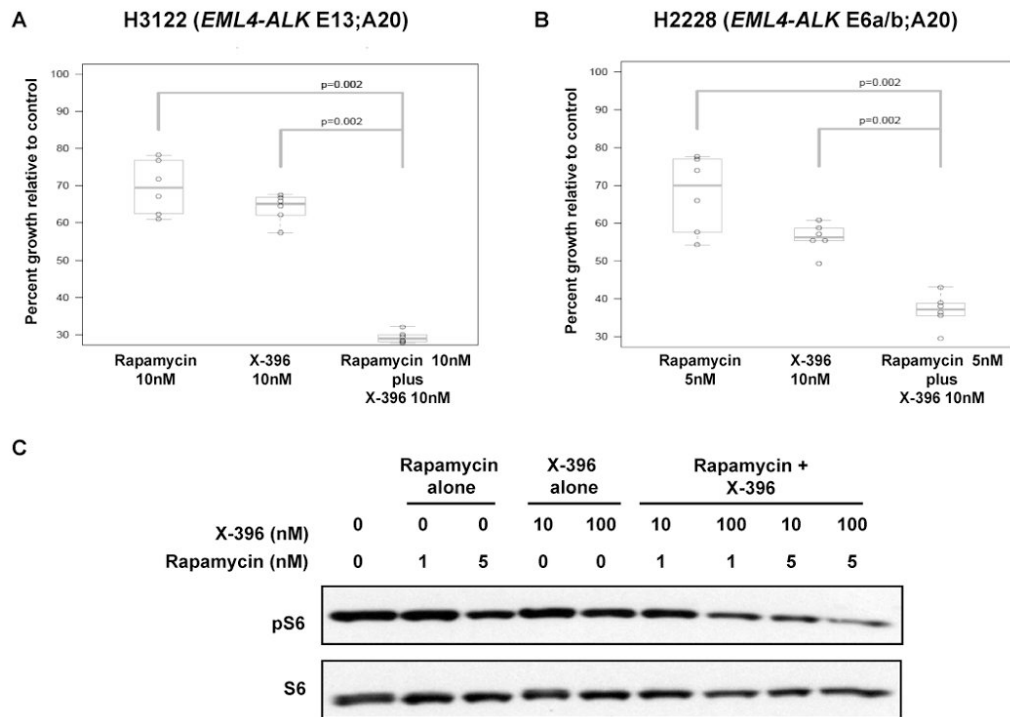 A
H3122 (EML4-ALK E13;A20)
Percent growth relative to control
100
90
80
70
60
50
40
30
p=0.002
p=0.002
Rapamycin 10nM
X-396 10nM
Rapamycin 10nM plus X-396 10nM
B
H2228 (EML4-ALK E6a/b;A20)
Percent growth relative to control
100
90
80
70
60
50
40
30
p=0.002
p=0.002
Rapamycin 5nM
X-396 10nM
Rapamycin 5nM plus X-396 10nM
C
Rapamycin alone
X-396 alone
Rapamycin + X-396
X-396 (nM) 0 0 0 10 100 10 100 10 100
Rapamycin (nM) 0 1 5 0 0 1 1 5 5
pS6
S6